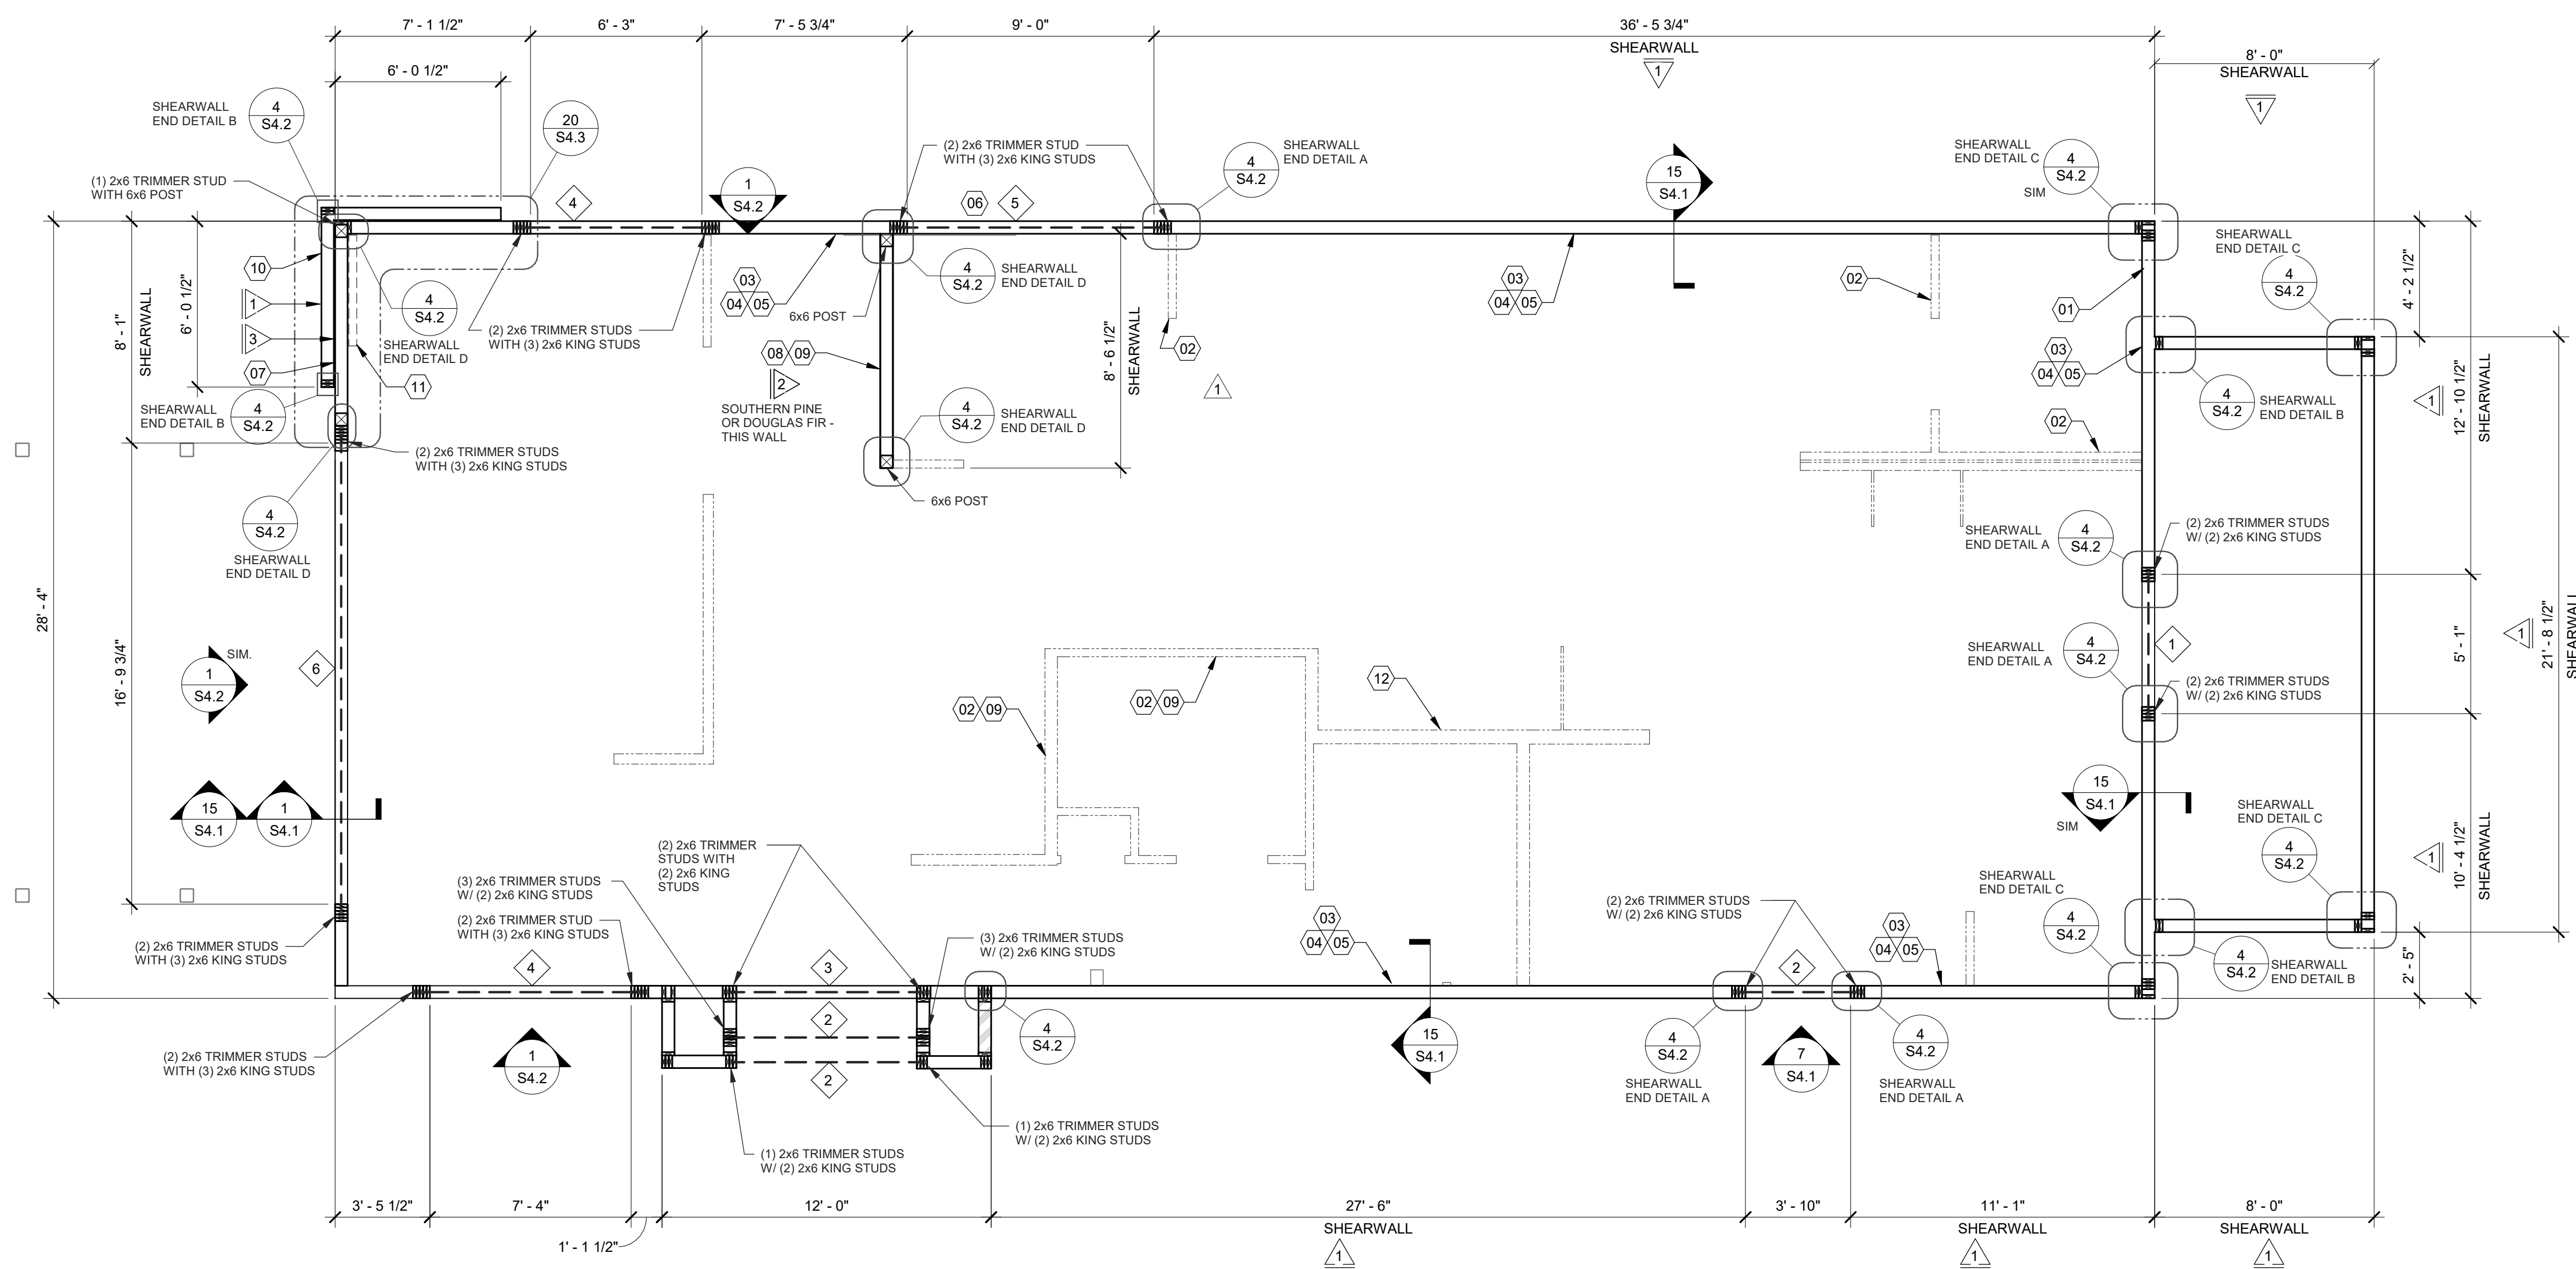 7' - 1 1/2"
6' - 3"
7' - 5 3/4"
9' - 0"
36' - 5 3/4"
SHEARWALL
1
8' - 0"
SHEARWALL
1
6' - 0 1/2"
SHEARWALL
END DETAIL B
4
S4.2
20
S4.3
(1) 2x6 TRIMMER STUD
WITH 6x6 POST
4
1
S4.2
(2) 2x6 TRIMMER STUD
WITH (3) 2x6 KING STUDS
06
5
4
S4.2
SHEARWALL
END DETAIL A
15
S4.1
SHEARWALL
END DETAIL C
4
S4.2
SIM
28' - 4"
8' - 1"
SHEARWALL
6' - 0 1/2"
10
1
3
07
4
S4.2
SHEARWALL
END DETAIL D
11
(2) 2x6 TRIMMER STUDS
WITH (3) 2x6 KING STUDS
03
04
05
6x6 POST
4
S4.2
SHEARWALL
END DETAIL D
08
09
2
SOUTHERN PINE
OR DOUGLAS FIR -
THIS WALL
8' - 6 1/2"
SHEARWALL
02
1
03
04
05
02
01
SHEARWALL
END DETAIL C
4
S4.2
4' - 2 1/2"
03
04
05
4
S4.2
SHEARWALL
END DETAIL B
1
12' - 10 1/2"
SHEARWALL
02
SHEARWALL
END DETAIL B
4
S4.2
(2) 2x6 TRIMMER STUDS
WITH (3) 2x6 KING STUDS
4
S4.2
SHEARWALL
END DETAIL D
4
S4.2
SHEARWALL
END DETAIL D
6x6 POST
SHEARWALL
END DETAIL A
4
S4.2
(2) 2x6 TRIMMER STUDS
W/ (2) 2x6 KING STUDS
16' - 9 3/4"
SIM.
1
S4.2
6
02
09
02
09
12
SHEARWALL
END DETAIL A
4
S4.2
1
5' - 1"
1
21' - 8 1/2"
SHEARWALL
(2) 2x6 TRIMMER STUDS
W/ (2) 2x6 KING STUDS
15
S4.1
1
S4.1
15
S4.1
SIM
SHEARWALL
END DETAIL C
4
S4.2
1
10' - 4 1/2"
SHEARWALL
(2) 2x6 TRIMMER
STUDS WITH
(2) 2x6 KING
STUDS
(3) 2x6 TRIMMER STUDS
W/ (2) 2x6 KING STUDS
(2) 2x6 TRIMMER STUD
WITH (3) 2x6 KING STUDS
(2) 2x6 TRIMMER STUDS
WITH (3) 2x6 KING STUDS
4
3
2
2
(3) 2x6 TRIMMER STUDS
W/ (2) 2x6 KING STUDS
03
04
05
(2) 2x6 TRIMMER STUDS
W/ (2) 2x6 KING STUDS
2
03
04
05
SHEARWALL
END DETAIL C
4
S4.2
4
S4.2
SHEARWALL
END DETAIL B
2' - 5"
(2) 2x6 TRIMMER STUDS
WITH (3) 2x6 KING STUDS
1
S4.2
4
S4.2
15
S4.1
4
S4.2
SHEARWALL
END DETAIL A
7
S4.1
4
S4.2
SHEARWALL
END DETAIL A
(1) 2x6 TRIMMER STUDS
W/ (2) 2x6 KING STUDS
(1) 2x6 TRIMMER STUDS
W/ (2) 2x6 KING STUDS
3' - 5 1/2"
7' - 4"
1' - 1 1/2"
12' - 0"
27' - 6"
SHEARWALL
1
3' - 10"
11' - 1"
SHEARWALL
1
8' - 0"
SHEARWALL
1